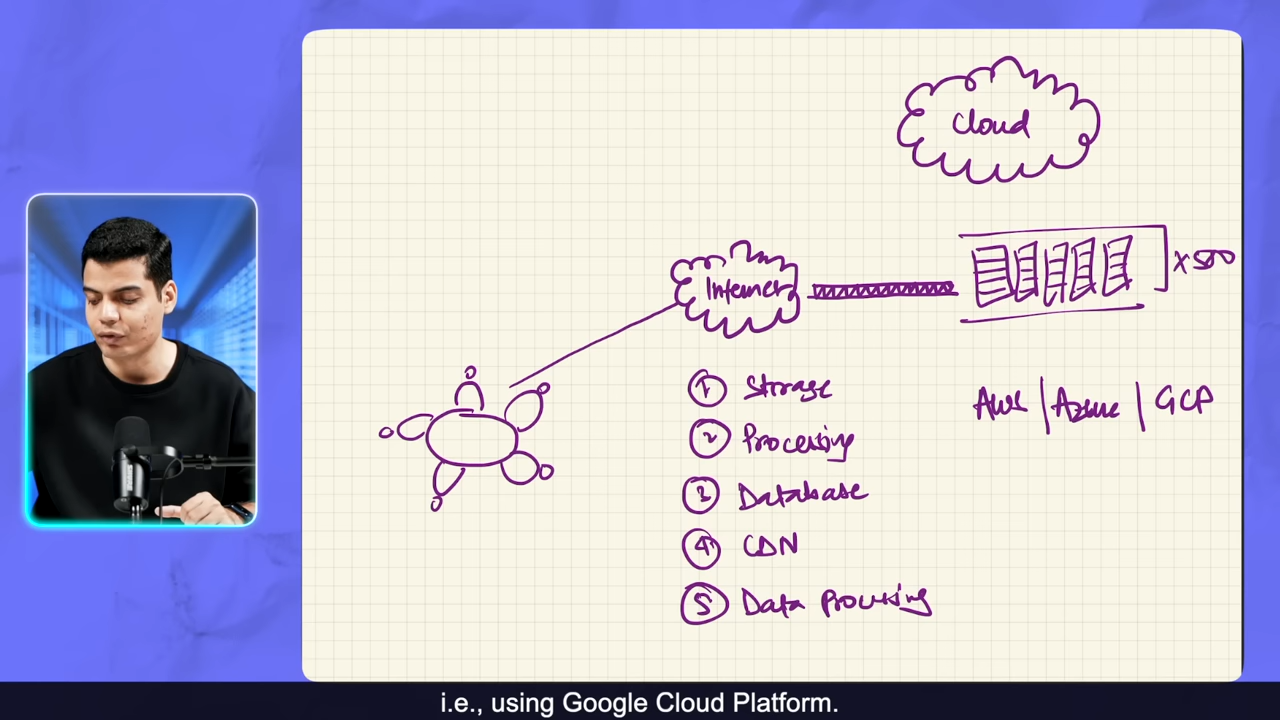 Cloud
Internet
x500
① Storage
② Processing
③ Database
④ CDN
⑤ Data Processing
AWS | Azure | GCP
i.e., using Google Cloud Platform.